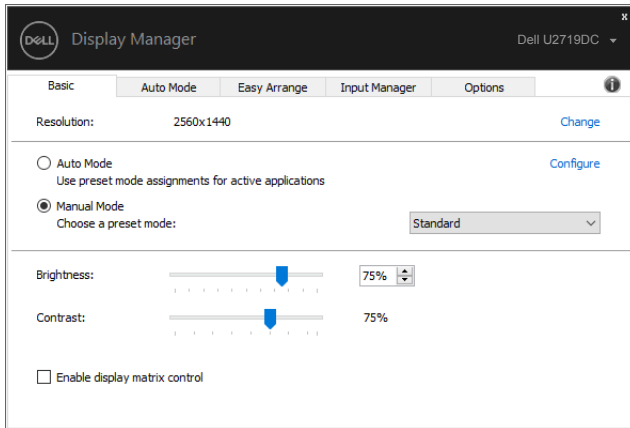 x
DELL Display Manager Dell U2719DC
Basic Auto Mode Easy Arrange Input Manager Options i
Resolution: 2560x1440 Change
Auto Mode Configure
Use preset mode assignments for active applications
Manual Mode
Choose a preset mode: Standard
Brightness: 75%
Contrast: 75%
Enable display matrix control